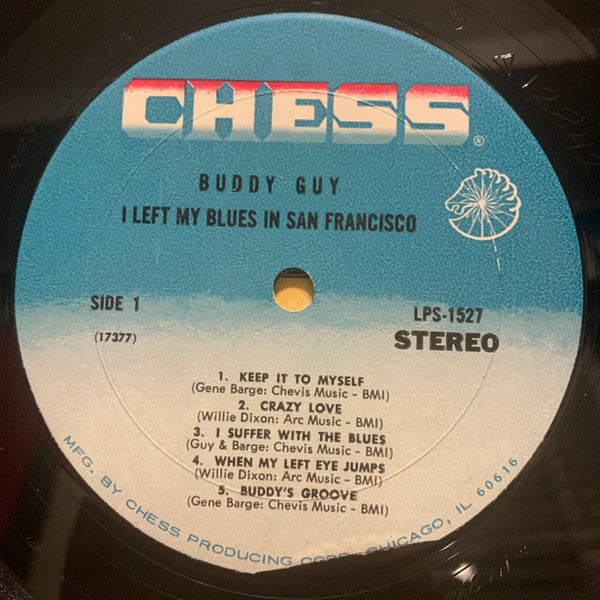 CHESS®
BUDDY GUY
I LEFT MY BLUES IN SAN FRANCISCO
SIDE 1
LPS-1527
(17377)
STEREO
1. KEEP IT TO MYSELF
(Gene Barge: Chevis Music - BMI)
2. CRAZY LOVE
(Willie Dixon: Arc Music - BMI)
3. I SUFFER WITH THE BLUES
(Guy & Barge: Chevis Music - BMI)
4. WHEN MY LEFT EYE JUMPS
(Willie Dixon: Arc Music - BMI)
5. BUDDY'S GROOVE
(Gene Barge: Chevis Music - BMI)
MFG. BY CHESS PRODUCING CORP., CHICAGO, IL 60616